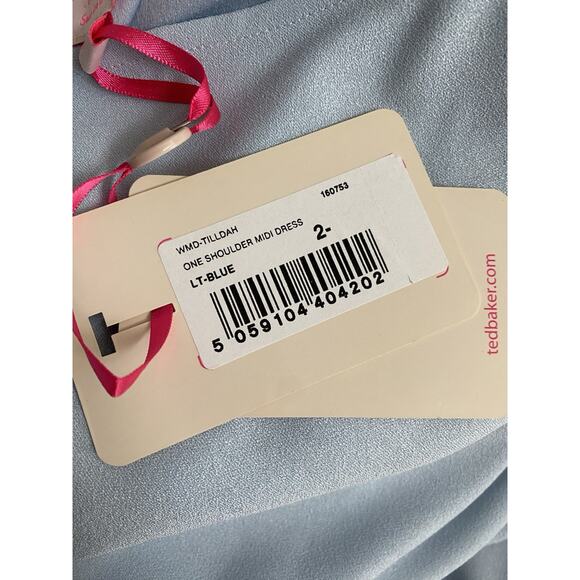 160753
WMD-TILLDAH
ONE SHOULDER MIDI DRESS
LT-BLUE 2-
5 059104 404202
tedbaker.com